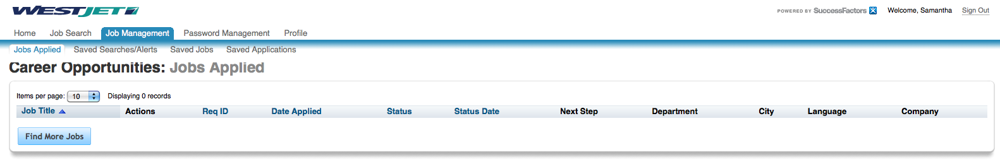 WESTJET
POWERED BY SuccessFactors Welcome, Samantha Sign Out
Home Job Search Job Management Password Management Profile
Jobs Applied Saved Searches/Alerts Saved Jobs Saved Applications
Career Opportunities: Jobs Applied
Items per page: 10 Displaying 0 records
Job Title Actions Req ID Date Applied Status Status Date Next Step Department City Language Company
Find More Jobs